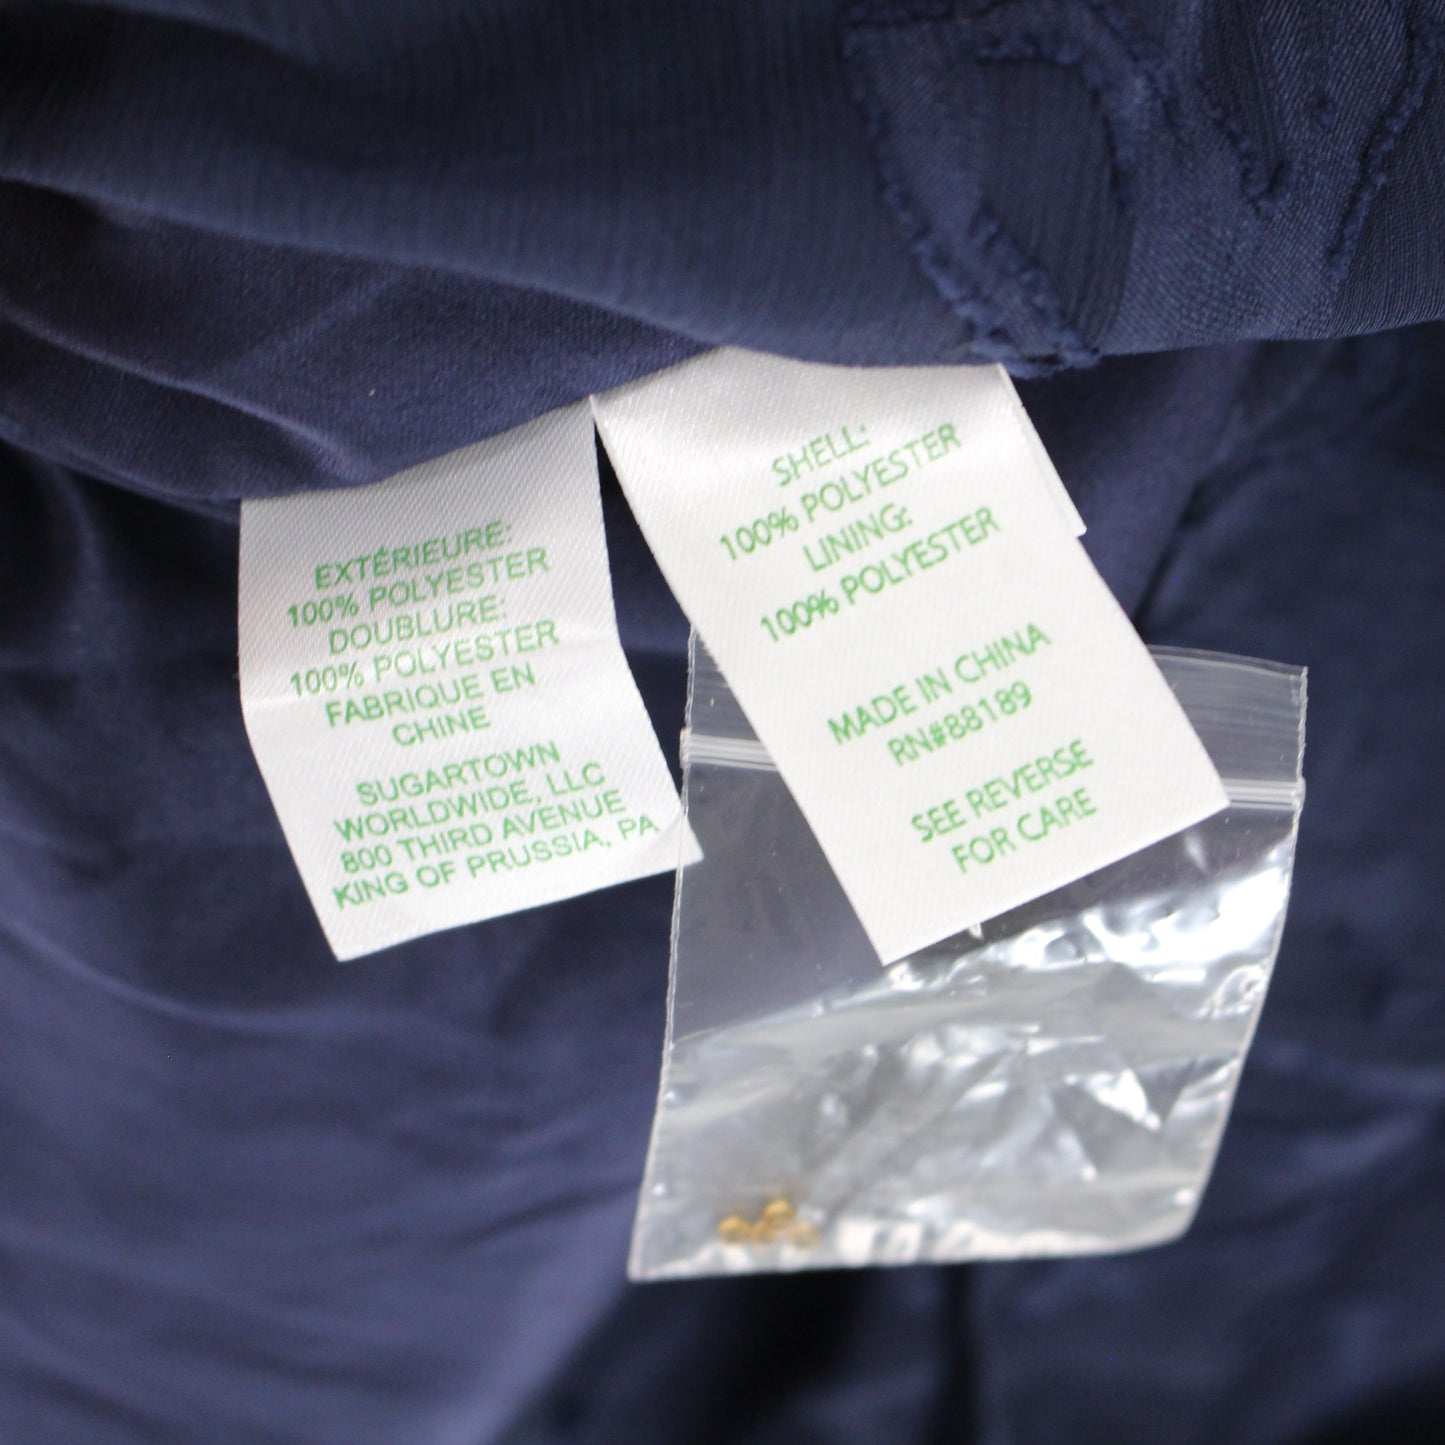 EXTÉRIEURE:
100% POLYESTER
DOUBLURE:
100% POLYESTER
FABRIQUE EN
CHINE
SUGARTOWN
WORLDWIDE, LLC
800 THIRD AVENUE
KING OF PRUSSIA, PA
SHELL:
100% POLYESTER
LINING:
100% POLYESTER
MADE IN CHINA
RN#88189
SEE REVERSE
FOR CARE